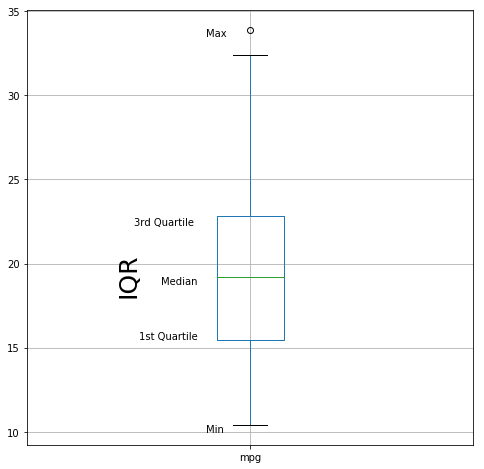 35
Max
30
25
3rd Quartile
20
IQR
Median
1st Quartile
15
Min
10
mpg